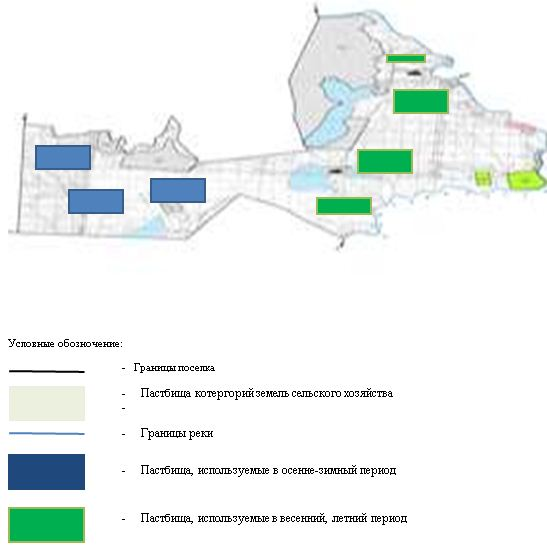 Условные обозначение:
- Границы поселка
- Пастбища котергорий земель сельского хозяйства
-
- Границы реки
- Пастбища, используемые в осенне-зимный период
- Пастбища, используемые в весенний, летний период